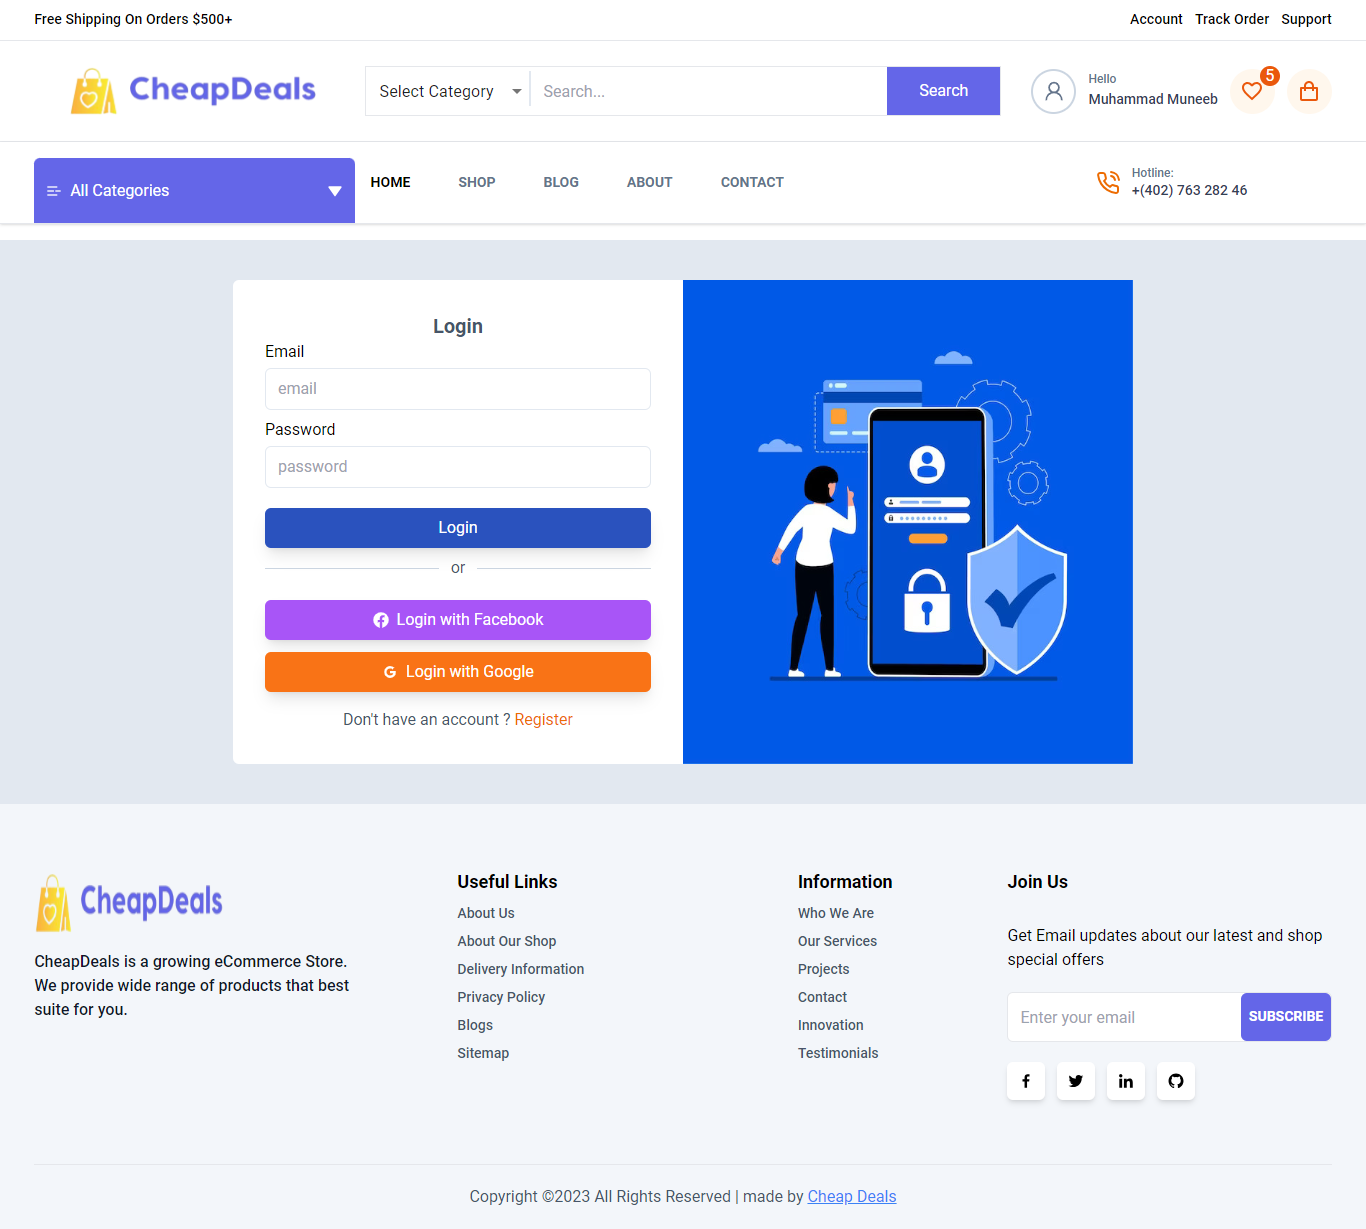 Free Shipping On Orders $500+
Account Track Order Support
CheapDeals
Select Category
Search...
Search
Hello
Muhammad Muneeb
5
All Categories
HOME SHOP BLOG ABOUT CONTACT
Hotline:
+(402) 763 282 46
Login
Email
email
Password
password
Login
or
Login with Facebook
Login with Google
Don't have an account ? Register
CheapDeals
CheapDeals is a growing eCommerce Store.
We provide wide range of products that best
suite for you.
Useful Links
About Us
About Our Shop
Delivery Information
Privacy Policy
Blogs
Sitemap
Information
Who We Are
Our Services
Projects
Contact
Innovation
Testimonials
Join Us
Get Email updates about our latest and shop
special offers
Enter your email
SUBSCRIBE
Copyright ©2023 All Rights Reserved | made by Cheap Deals